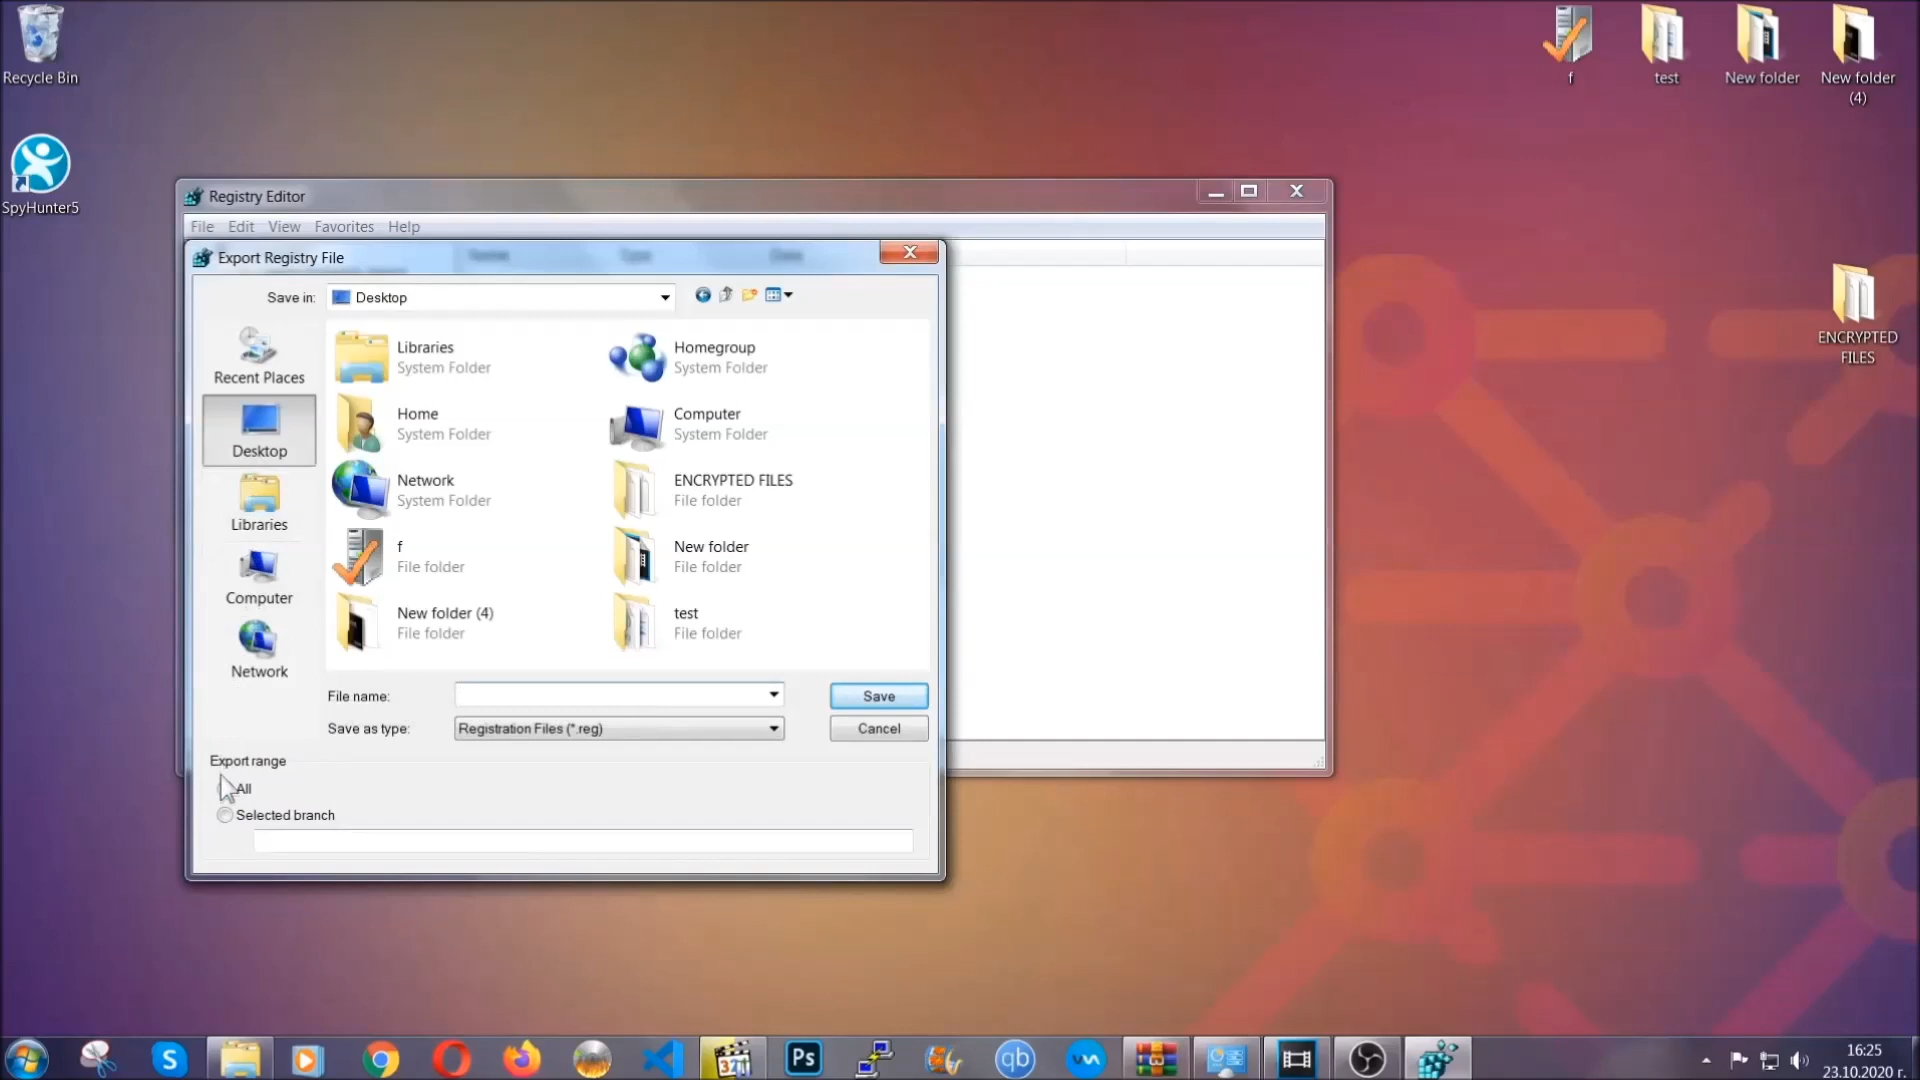 Recycle Bin
SpyHunter5
f
test
New folder
New folder
(4)
ENCRYPTED
FILES
Registry Editor
File Edit View Favorites Help
Export Registry File
Save in:
Desktop
Recent Places
Desktop
Libraries
Computer
Network
Libraries
System Folder
Homegroup
System Folder
Home
System Folder
Computer
System Folder
Network
System Folder
ENCRYPTED FILES
File folder
f
File folder
New folder
File folder
New folder (4)
File folder
test
File folder
File name:
Save
Save as type:
Registration Files (*.reg)
Cancel
Export range
All
Selected branch
S
321
Ps
qb
16:25
23.10.2020 г.